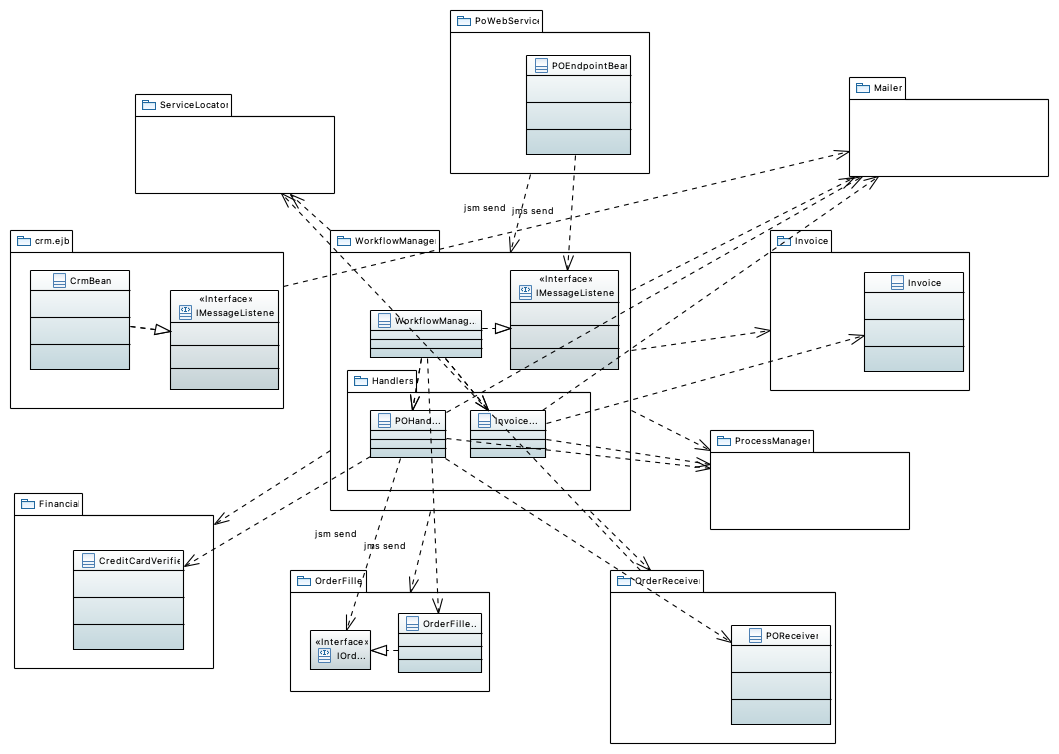 PoWebService
POEndpointBean
Mailer
ServiceLocator
jsm send
jms send
crm.ejb
WorkflowManager
Invoice
CrmBean
«Interface»
IMessageListene
«Interface»
IMessageListene
Invoice
WorkflowManag...
Handlers
POHand...
Invoice...
ProcessManager
Financial
CreditCardVerifie
jsm send
jms send
OrderFille
OrderReceiver
«Interface»
IOrd...
OrderFille...
POReceiver